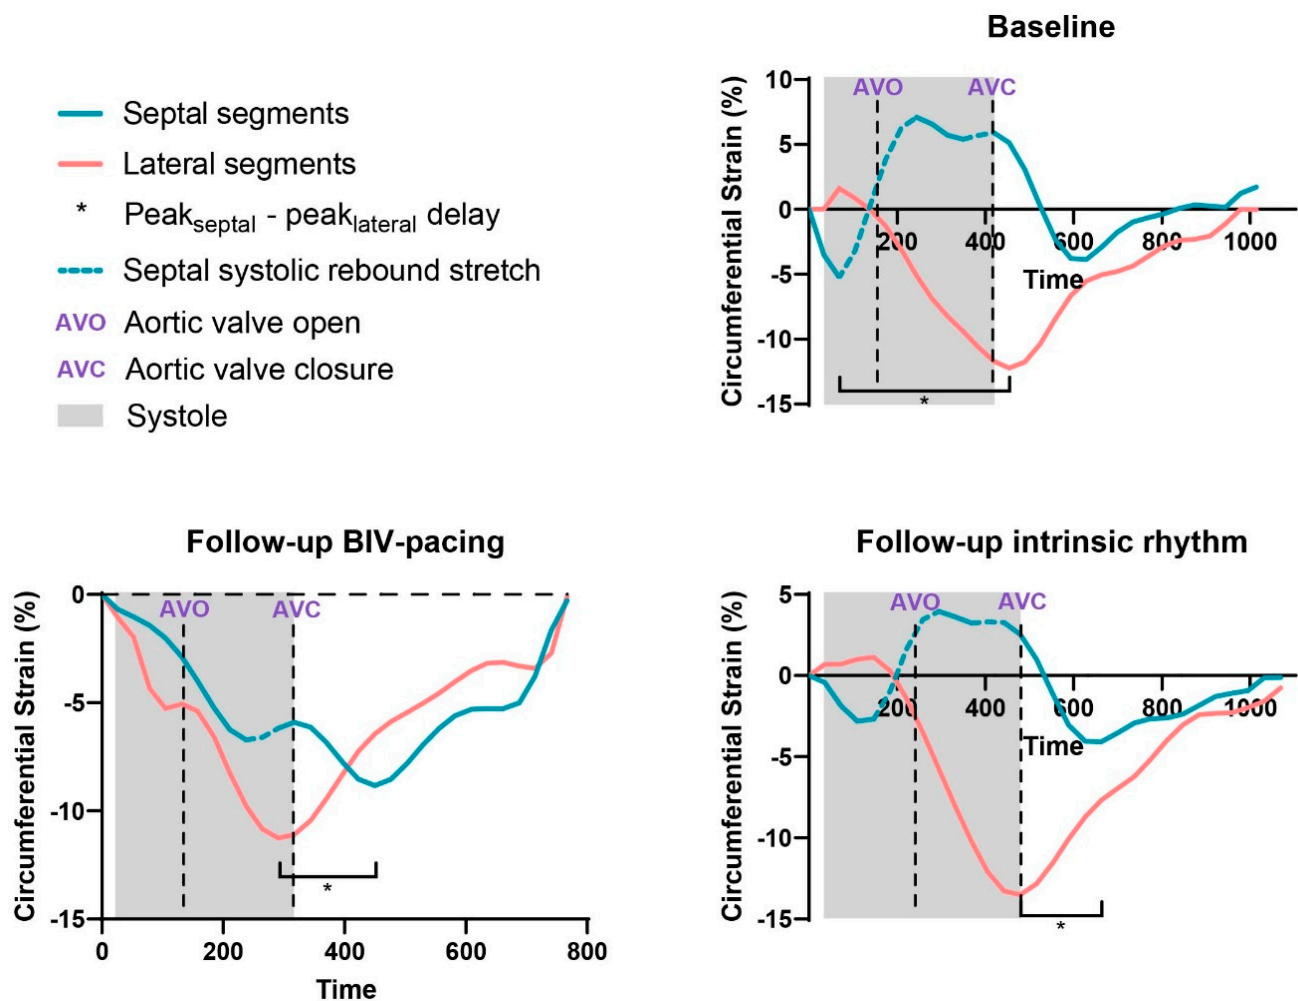 Septal segments
Lateral segments
* Peakseptal - peaklateral delay
Septal systolic rebound stretch
AVO Aortic valve open
AVC Aortic valve closure
Systole
Baseline
Circumferential Strain (%)
10
5
0
-5
-10
-15
AVO
AVC
200 400 600 800 1000
Time
*
Follow-up BIV-pacing
Circumferential Strain (%)
0
-5
-10
-15
AVO
AVC
*
0 200 400 600 800
Time
Follow-up intrinsic rhythm
Circumferential Strain (%)
5
0
-5
-10
-15
AVO
AVC
200 400 600 800 1000
Time
*